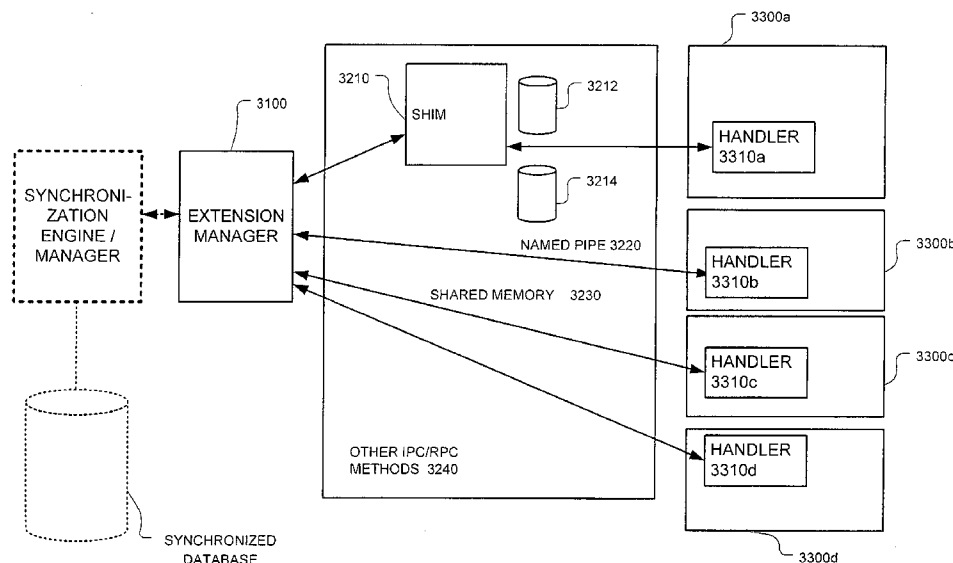 3300a
3210
SHIM
3212
3100
HANDLER
3310a
3214
SYNCHRONI-
ZATION
ENGINE /
MANAGER
EXTENSION
MANAGER
NAMED PIPE 3220
3300b
HANDLER
3310b
SHARED MEMORY 3230
HANDLER
3310c
3300c
OTHER IPC/RPC
METHODS 3240
HANDLER
3310d
SYNCHRONIZED
DATABASE
3300d